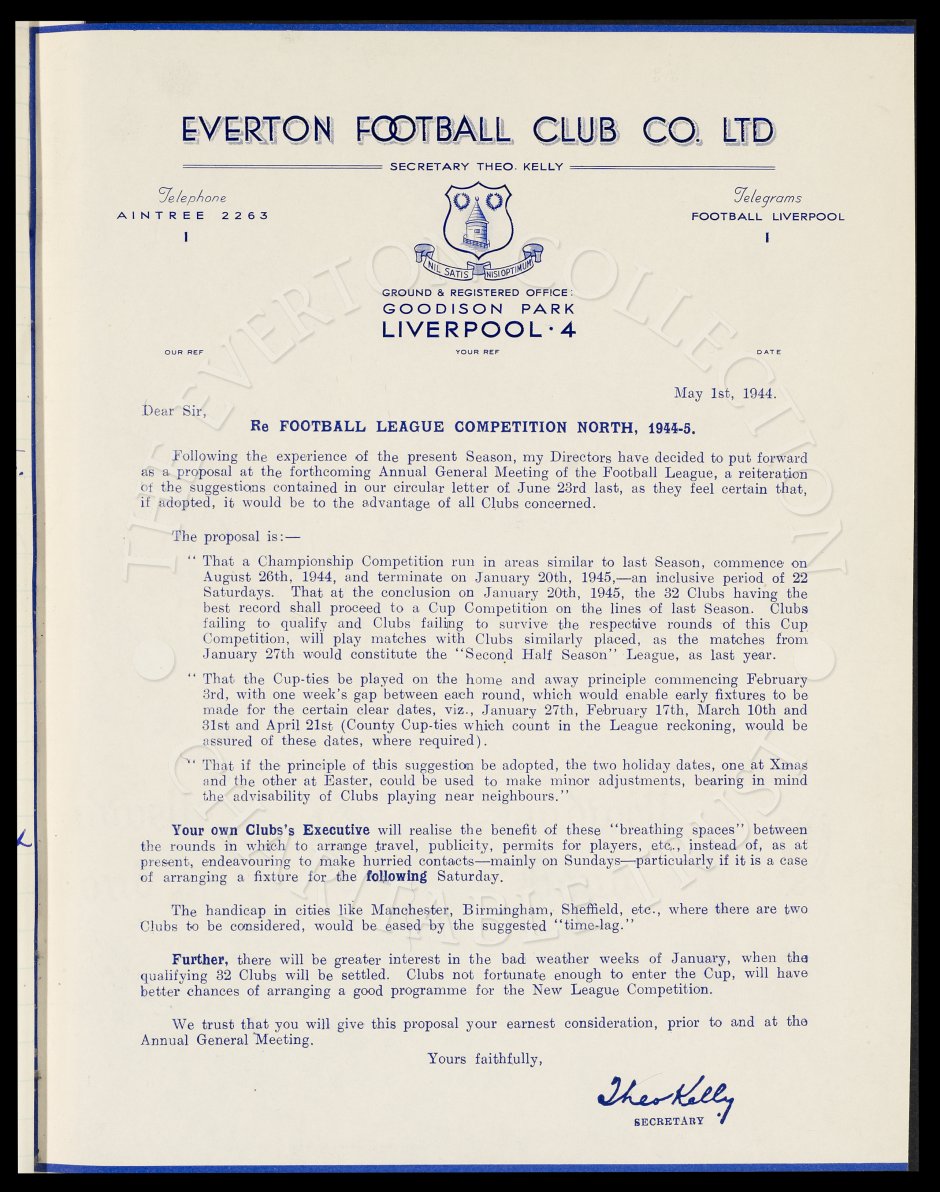 EVERTON FOOTBALL CLUB CO. LTD
SECRETARY THEO. KELLY
Telephone
AINTREE 2263
1
Telegrams
FOOTBALL LIVERPOOL
1
NIL SATIS NISI OPTIMUM
GROUND & REGISTERED OFFICE:
GOODISON PARK
LIVERPOOL · 4
OUR REF YOUR REF DATE
May 1st, 1944.
Dear Sir,
Re FOOTBALL LEAGUE COMPETITION NORTH, 1944-5.
Following the experience of the present Season, my Directors have decided to put forward
as a proposal at the forthcoming Annual General Meeting of the Football League, a reiteration
of the suggestions contained in our circular letter of June 23rd last, as they feel certain that,
if adopted, it would be to the advantage of all Clubs concerned.
The proposal is:—
“ That a Championship Competition run in areas similar to last Season, commence on
August 26th, 1944, and terminate on January 20th, 1945,—an inclusive period of 22
Saturdays. That at the conclusion on January 20th, 1945, the 32 Clubs having the
best record shall proceed to a Cup Competition on the lines of last Season. Clubs
failing to qualify and Clubs failing to survive the respective rounds of this Cup
Competition, will play matches with Clubs similarly placed, as the matches from
January 27th would constitute the “Second Half Season” League, as last year.
“ That the Cup-ties be played on the home and away principle commencing February
3rd, with one week's gap between each round, which would enable early fixtures to be
made for the certain clear dates, viz., January 27th, February 17th, March 10th and
31st and April 21st (County Cup-ties which count in the League reckoning, would be
assured of these dates, where required).
“ That if the principle of this suggestion be adopted, the two holiday dates, one at Xmas
and the other at Easter, could be used to make minor adjustments, bearing in mind
the advisability of Clubs playing near neighbours.”
Your own Clubs's Executive will realise the benefit of these “breathing spaces” between
the rounds in which to arrange travel, publicity, permits for players, etc., instead of, as at
present, endeavouring to make hurried contacts—mainly on Sundays—particularly if it is a case
of arranging a fixture for the following Saturday.
The handicap in cities like Manchester, Birmingham, Sheffield, etc., where there are two
Clubs to be considered, would be eased by the suggested “time-lag.”
Further, there will be greater interest in the bad weather weeks of January, when the
qualifying 32 Clubs will be settled. Clubs not fortunate enough to enter the Cup, will have
better chances of arranging a good programme for the New League Competition.
We trust that you will give this proposal your earnest consideration, prior to and at the
Annual General Meeting.
Yours faithfully,
Theo Kelly
SECRETARY
THE EVERTON COLLECTION
CHARITABLE TRUST